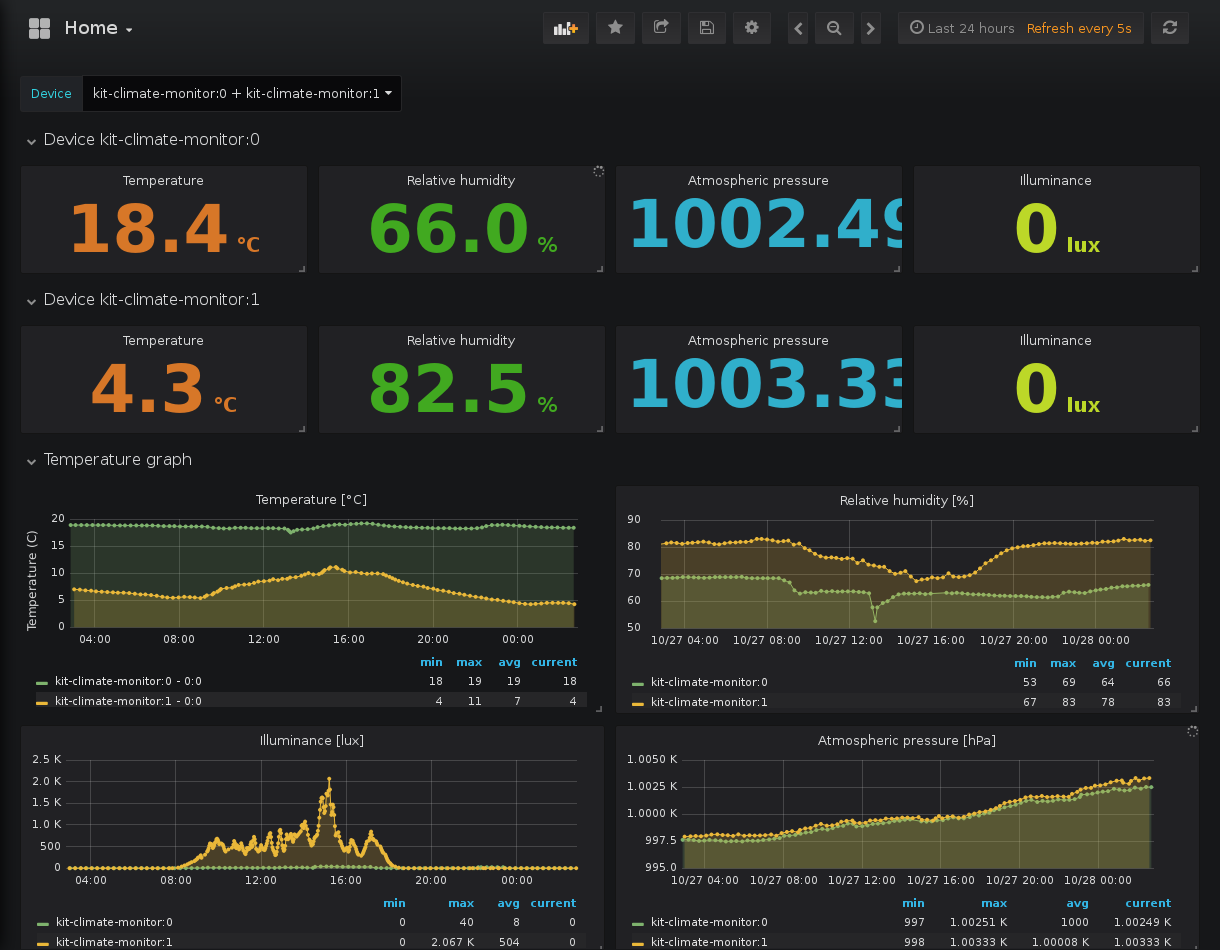 Home
Last 24 hours Refresh every 5s
Device kit-climate-monitor:0 + kit-climate-monitor:1
Device kit-climate-monitor:0
Temperature Relative humidity Atmospheric pressure Illuminance
18.4 °C 66.0 % 1002.49 0 lux
Device kit-climate-monitor:1
Temperature Relative humidity Atmospheric pressure Illuminance
4.3 °C 82.5 % 1003.33 0 lux
Temperature graph
Temperature [°C]
Temperature (C)
20
15
10
5
0
04:00 08:00 12:00 16:00 20:00 00:00
min max avg current
kit-climate-monitor:0 - 0:0 18 19 19 18
kit-climate-monitor:1 - 0:0 4 11 7 4
Relative humidity [%]
90
80
70
60
50
10/27 04:00 10/27 08:00 10/27 12:00 10/27 16:00 10/27 20:00 10/28 00:00
min max avg current
kit-climate-monitor:0 53 69 64 66
kit-climate-monitor:1 67 83 78 83
Illuminance [lux]
2.5 K
2.0 K
1.5 K
1.0 K
500
0
04:00 08:00 12:00 16:00 20:00 00:00
min max avg current
kit-climate-monitor:0 0 40 8 0
kit-climate-monitor:1 0 2.067 K 504 0
Atmospheric pressure [hPa]
1.0050 K
1.0025 K
1.0000 K
997.5
995.0
10/27 04:00 10/27 08:00 10/27 12:00 10/27 16:00 10/27 20:00 10/28 00:00
min max avg current
kit-climate-monitor:0 997 1.00251 K 1000 1.00249 K
kit-climate-monitor:1 998 1.00333 K 1.00008 K 1.00333 K